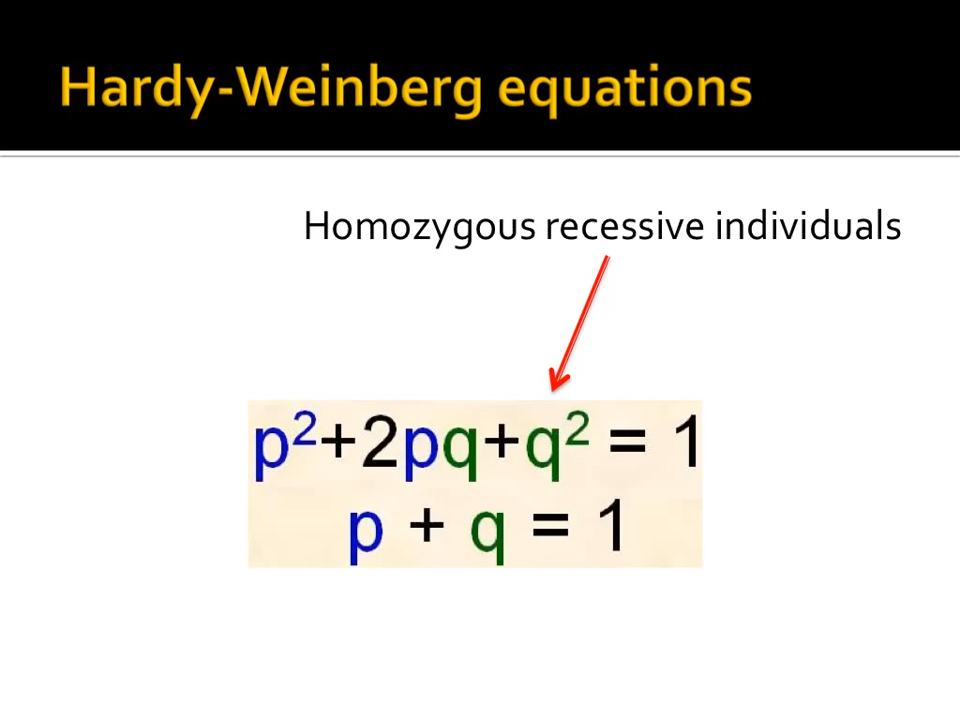 Hardy-Weinberg equations
Homozygous recessive individuals
p²+2pq+q² = 1
p + q = 1